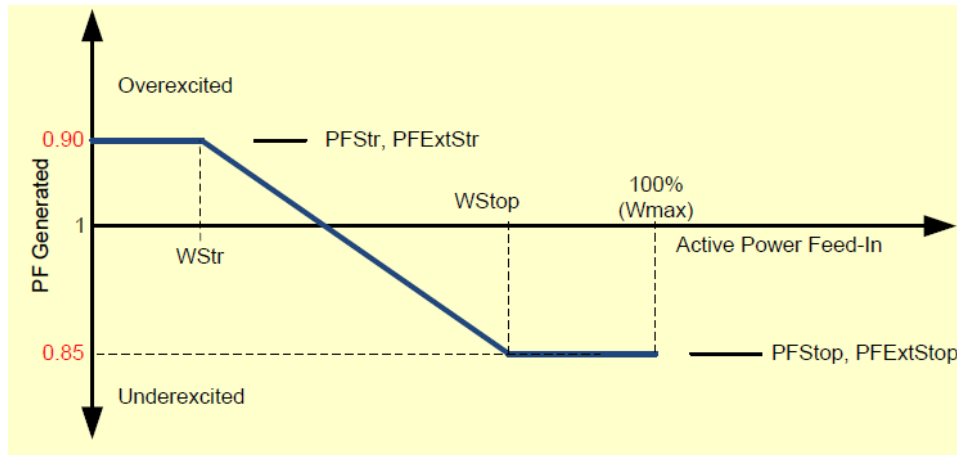 Overexcited
0.90
PFStr, PFExtStr
WStop
100%
(Wmax)
PF Generated
1
WStr
Active Power Feed-In
0.85
PFStop, PFExtStop
Underexcited